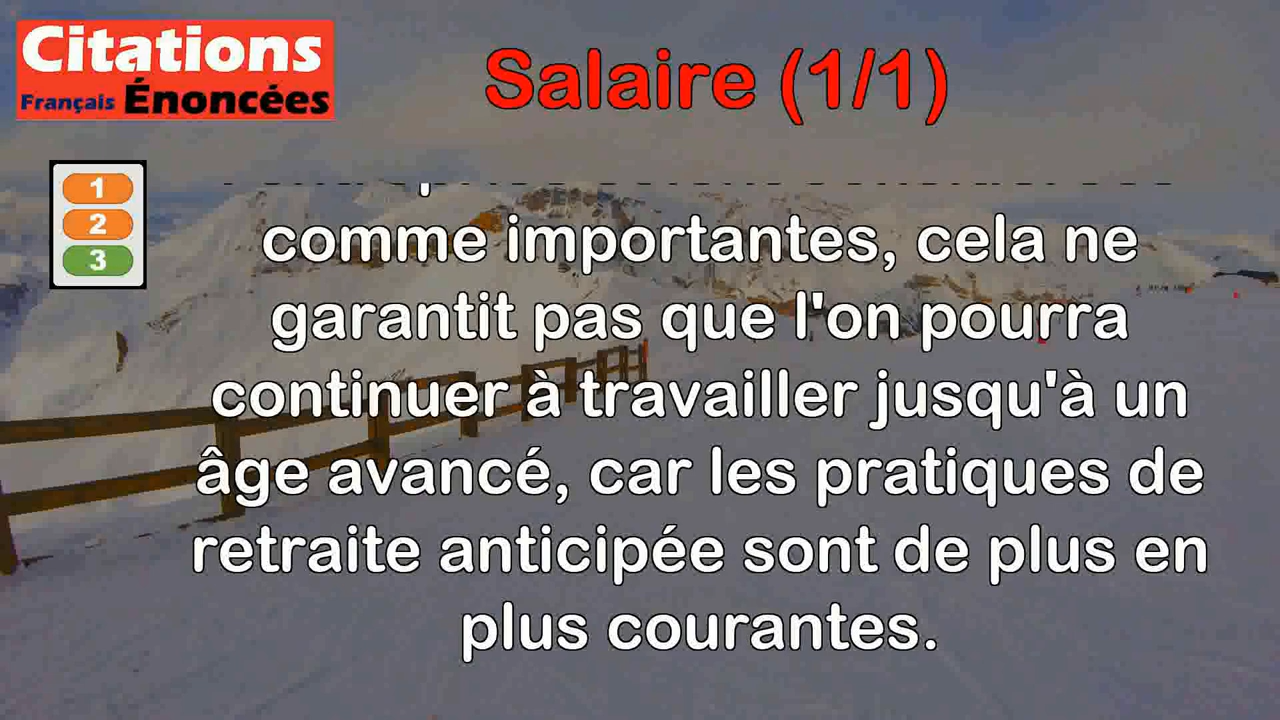 Citations
Français Énoncées
Salaire (1/1)
1
2
3
comme importantes, cela ne
garantit pas que l'on pourra
continuer à travailler jusqu'à un
âge avancé, car les pratiques de
retraite anticipée sont de plus en
plus courantes.